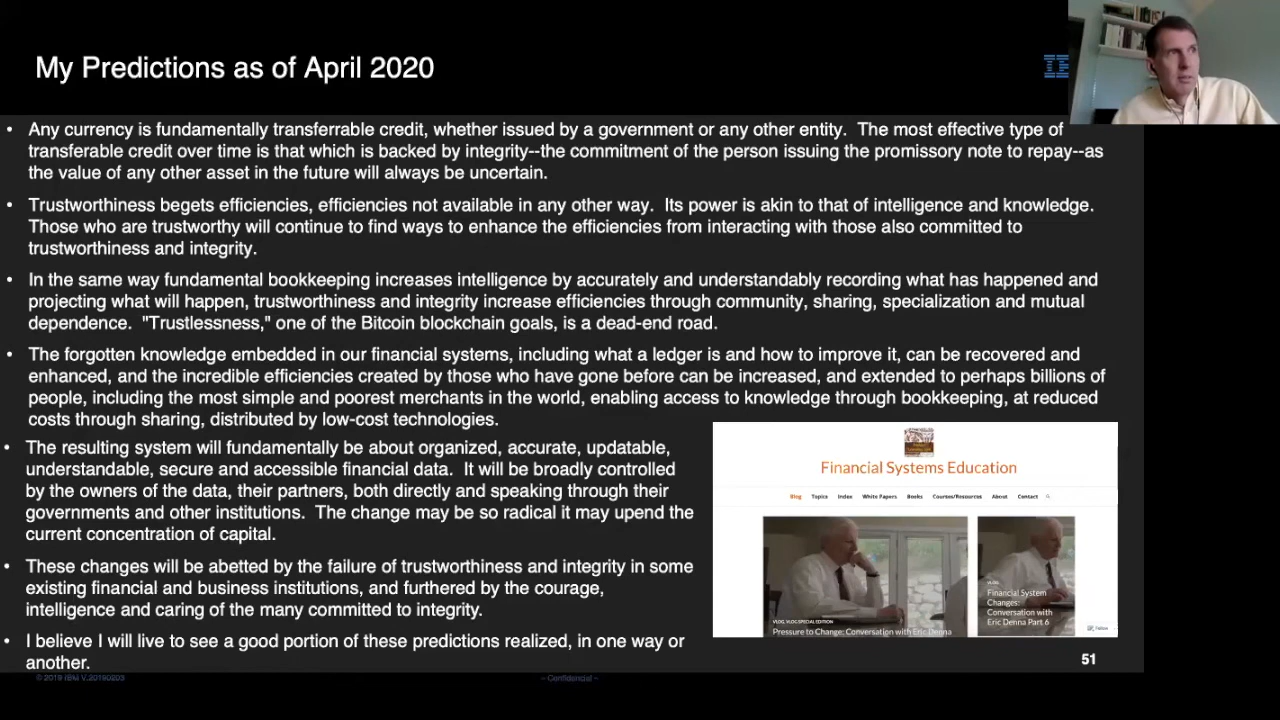 My Predictions as of April 2020
• Any currency is fundamentally transferrable credit, whether issued by a government or any other entity. The most effective type of
transferable credit over time is that which is backed by integrity--the commitment of the person issuing the promissory note to repay--as
the value of any other asset in the future will always be uncertain.
• Trustworthiness begets efficiencies, efficiencies not available in any other way. Its power is akin to that of intelligence and knowledge.
Those who are trustworthy will continue to find ways to enhance the efficiencies from interacting with those also committed to
trustworthiness and integrity.
• In the same way fundamental bookkeeping increases intelligence by accurately and understandably recording what has happened and
projecting what will happen, trustworthiness and integrity increase efficiencies through community, sharing, specialization and mutual
dependence. "Trustlessness," one of the Bitcoin blockchain goals, is a dead-end road.
• The forgotten knowledge embedded in our financial systems, including what a ledger is and how to improve it, can be recovered and
enhanced, and the incredible efficiencies created by those who have gone before can be increased, and extended to perhaps billions of
people, including the most simple and poorest merchants in the world, enabling access to knowledge through bookkeeping, at reduced
costs through sharing, distributed by low-cost technologies.
• The resulting system will fundamentally be about organized, accurate, updatable,
understandable, secure and accessible financial data. It will be broadly controlled
by the owners of the data, their partners, both directly and speaking through their
governments and other institutions. The change may be so radical it may upend the
current concentration of capital.
• These changes will be abetted by the failure of trustworthiness and integrity in some
existing financial and business institutions, and furthered by the courage,
intelligence and caring of the many committed to integrity.
• I believe I will live to see a good portion of these predictions realized, in one way or
another.
Financial Systems Education
Blog Topics Index White Papers Books Courses/Resources About Contact
VLOG, VLOG SPECIAL EDITION
Pressure to Change: Conversation with Eric Denna
VLOG
Financial System
Changes:
Conversation with
Eric Denna Part 6
Follow
51
© 2019 IBM V.20190203
– Confidential –